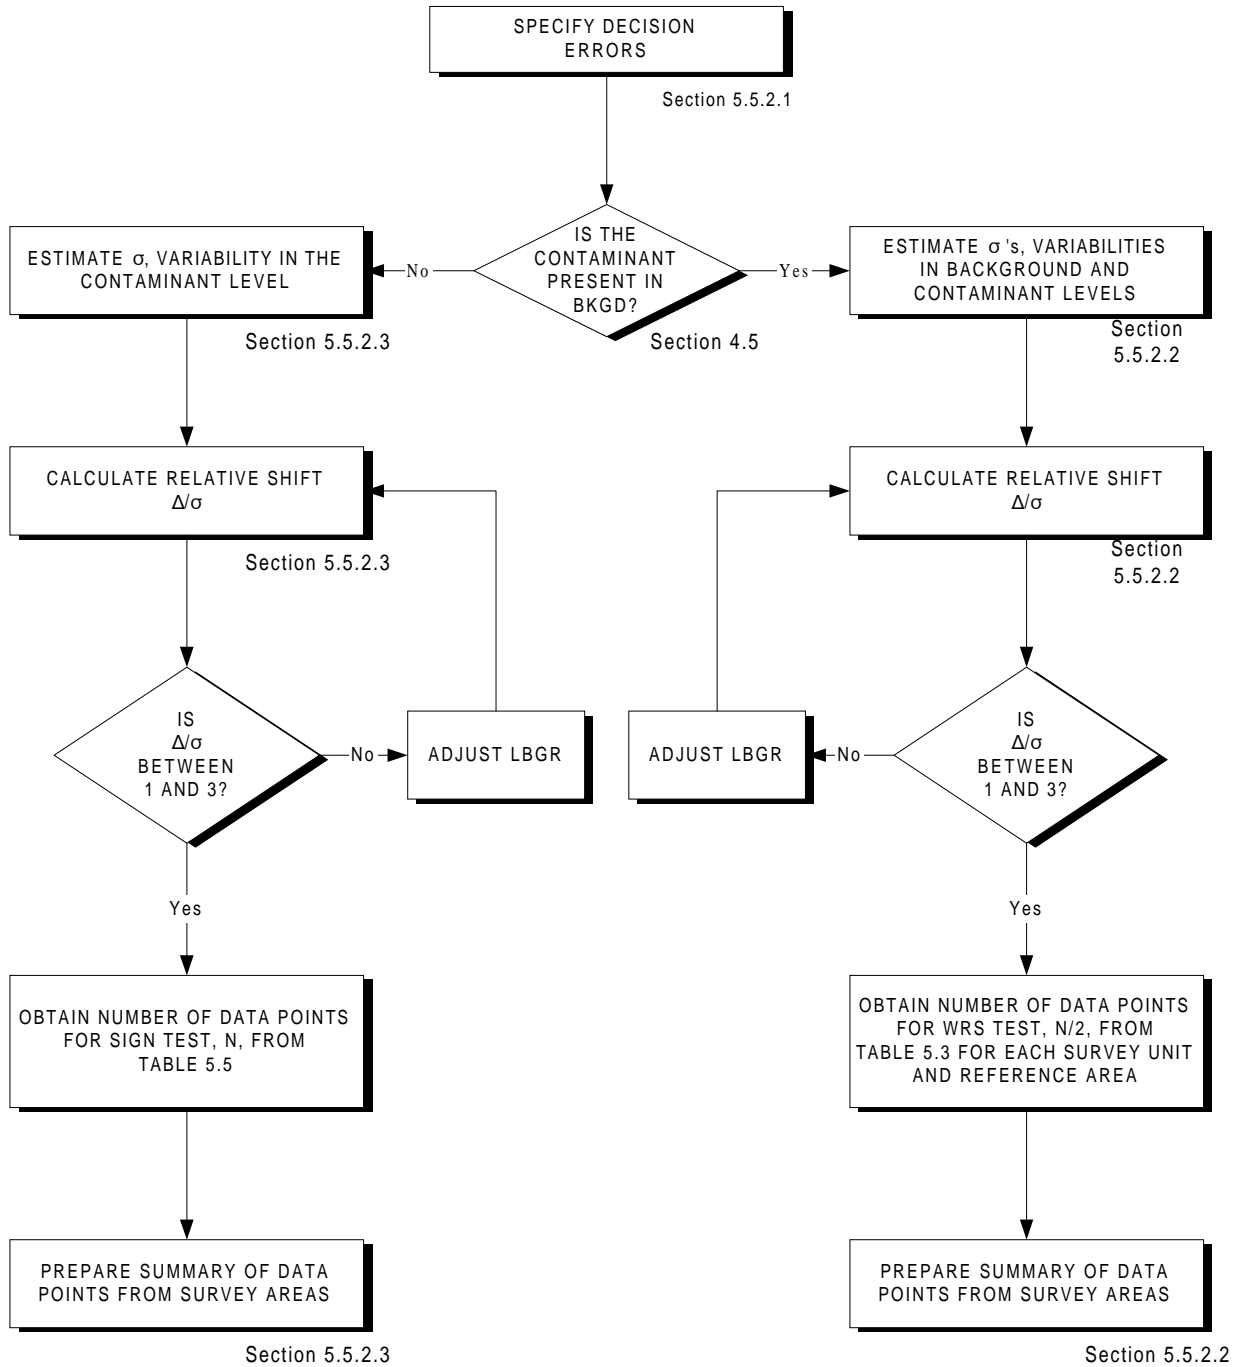 SPECIFY DECISION
ERRORS
Section 5.5.2.1
IS THE
CONTAMINANT
PRESENT IN
BKGD?
Section 4.5
No
Yes
ESTIMATE σ, VARIABILITY IN THE
CONTAMINANT LEVEL
Section 5.5.2.3
ESTIMATE σ 's, VARIABILITIES
IN BACKGROUND AND
CONTAMINANT LEVELS
Section
5.5.2.2
CALCULATE RELATIVE SHIFT
Δ/σ
Section 5.5.2.3
CALCULATE RELATIVE SHIFT
Δ/σ
Section
5.5.2.2
IS
Δ/σ
BETWEEN
1 AND 3?
No
ADJUST LBGR
ADJUST LBGR
No
IS
Δ/σ
BETWEEN
1 AND 3?
Yes
Yes
OBTAIN NUMBER OF DATA POINTS
FOR SIGN TEST, N, FROM
TABLE 5.5
OBTAIN NUMBER OF DATA POINTS
FOR WRS TEST, N/2, FROM
TABLE 5.3 FOR EACH SURVEY UNIT
AND REFERENCE AREA
PREPARE SUMMARY OF DATA
POINTS FROM SURVEY AREAS
Section 5.5.2.3
PREPARE SUMMARY OF DATA
POINTS FROM SURVEY AREAS
Section 5.5.2.2